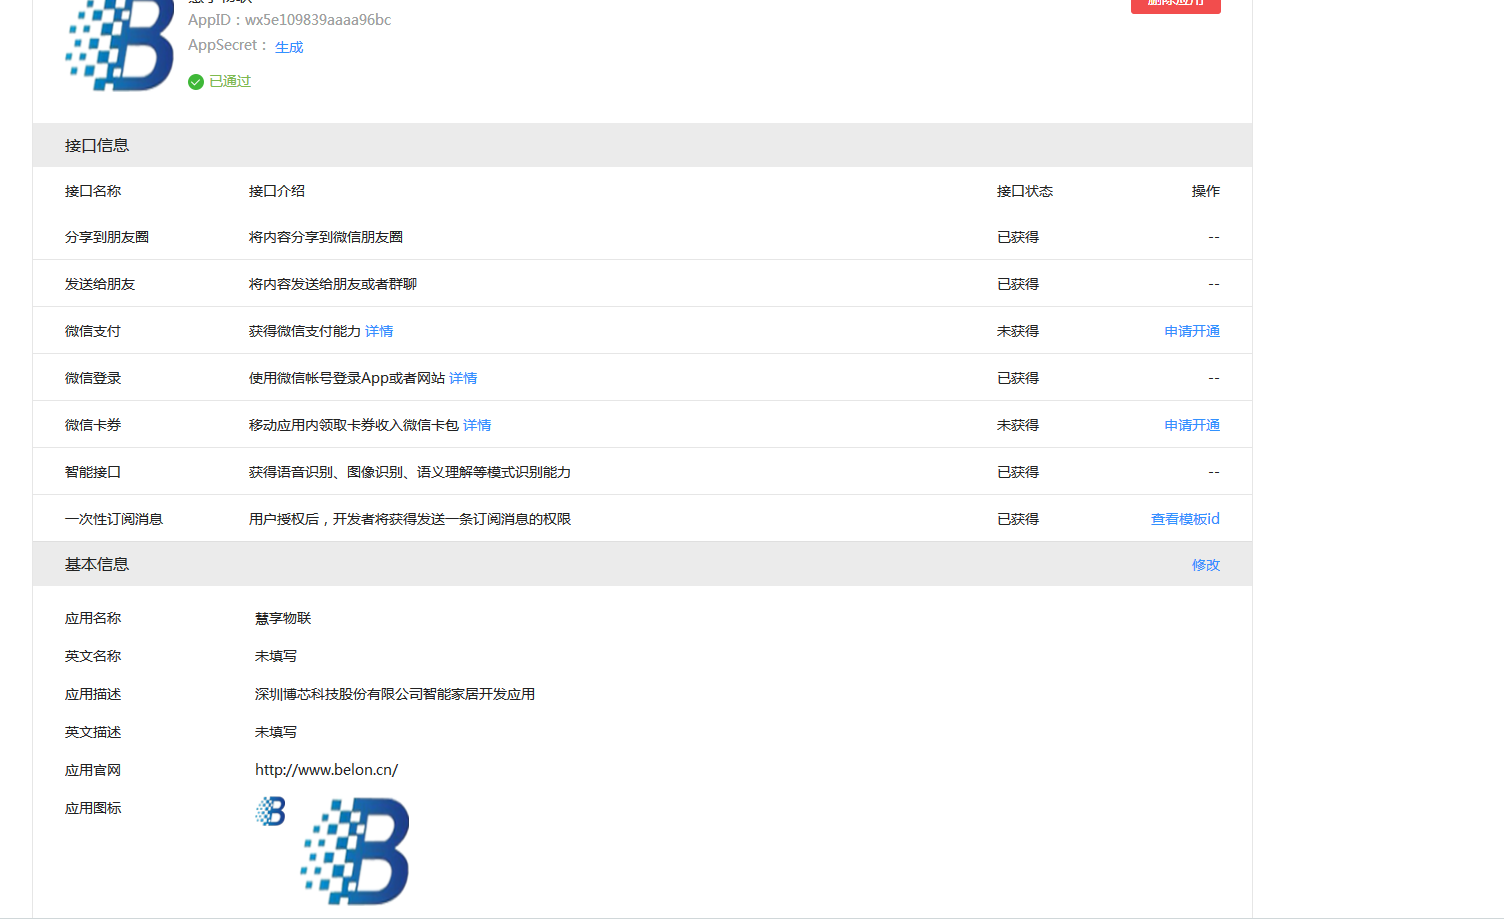 慧享物联
删除应用
AppID：wx5e109839aaaa96bc
AppSecret： 生成
已通过
接口信息
接口名称 接口介绍 接口状态 操作
分享到朋友圈 将内容分享到微信朋友圈 已获得 --
发送给朋友 将内容发送给朋友或者群聊 已获得 --
微信支付 获得微信支付能力 详情 未获得 申请开通
微信登录 使用微信帐号登录App或者网站 详情 已获得 --
微信卡券 移动应用内领取卡券收入微信卡包 详情 未获得 申请开通
智能接口 获得语音识别、图像识别、语义理解等模式识别能力 已获得 --
一次性订阅消息 用户授权后，开发者将获得发送一条订阅消息的权限 已获得 查看模板id
基本信息 修改
应用名称 慧享物联
英文名称 未填写
应用描述 深圳博芯科技股份有限公司智能家居开发应用
英文描述 未填写
应用官网 http://www.belon.cn/
应用图标